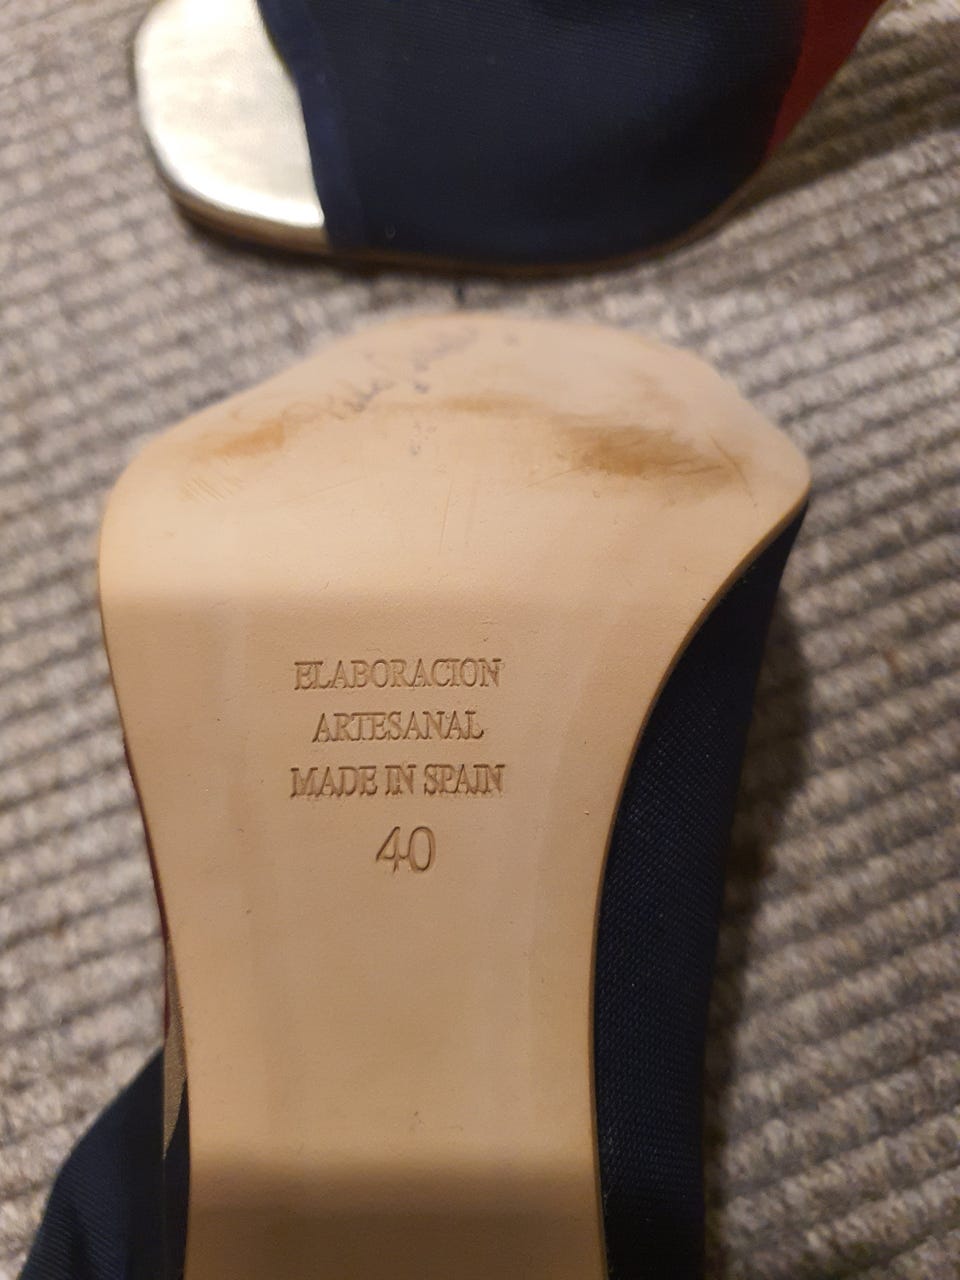 ELABORACION
ARTESANAL
MADE IN SPAIN
40